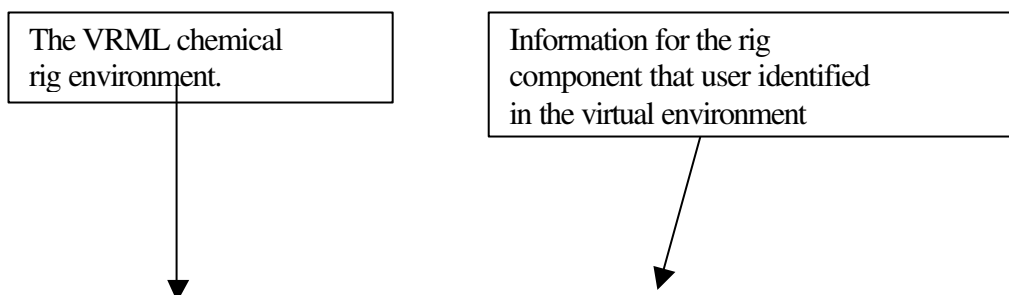 The VRML chemical
rig environment.
Information for the rig
component that user identified
in the virtual environment